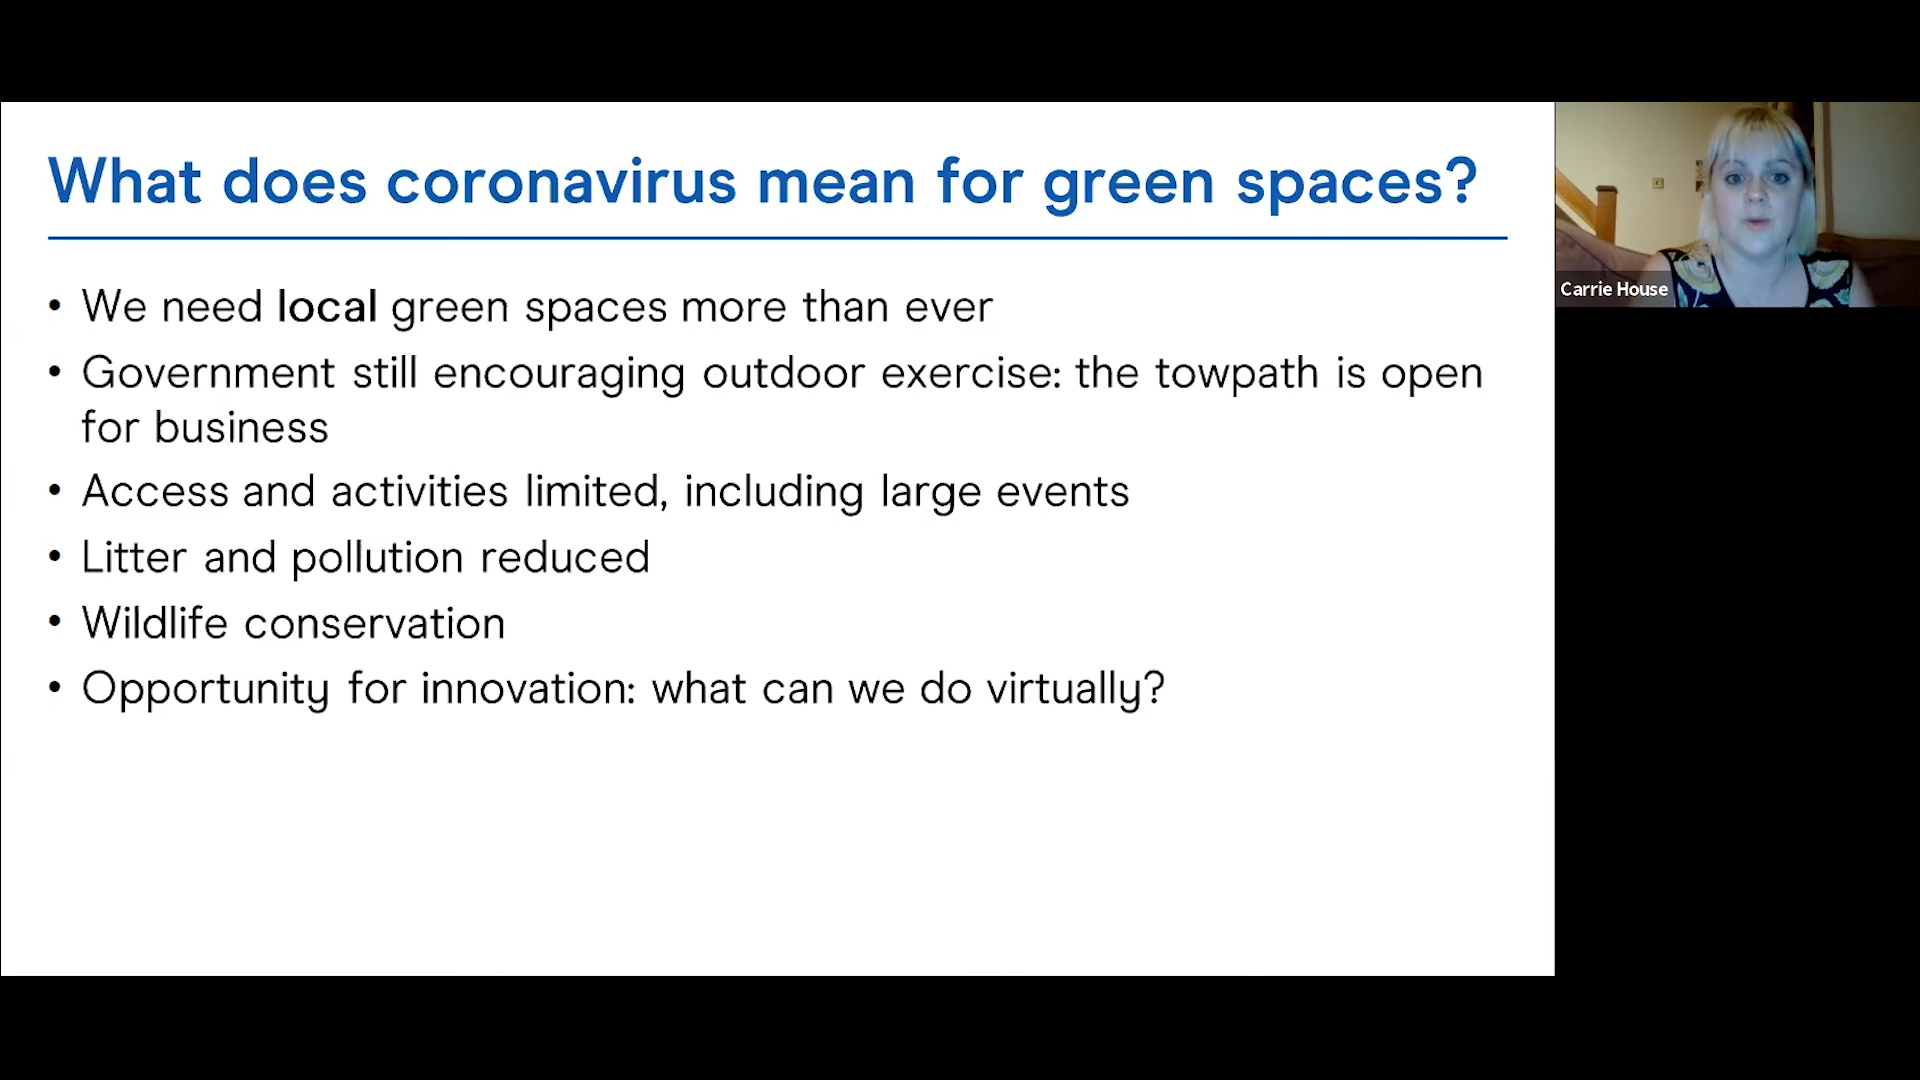 What does coronavirus mean for green spaces?
• We need local green spaces more than ever
• Government still encouraging outdoor exercise: the towpath is open
for business
• Access and activities limited, including large events
• Litter and pollution reduced
• Wildlife conservation
• Opportunity for innovation: what can we do virtually?
Carrie House